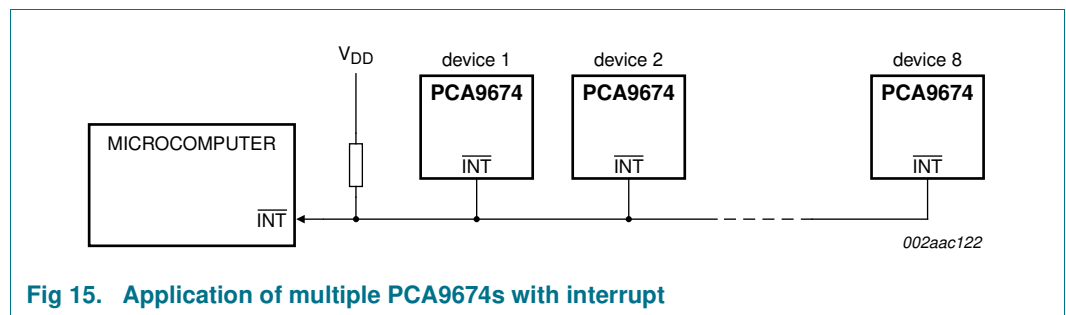 V_DD
device 1
device 2
device 8
PCA9674
PCA9674
PCA9674
MICROCOMPUTER
INT
INT
INT
INT
002aac122
Fig 15. Application of multiple PCA9674s with interrupt